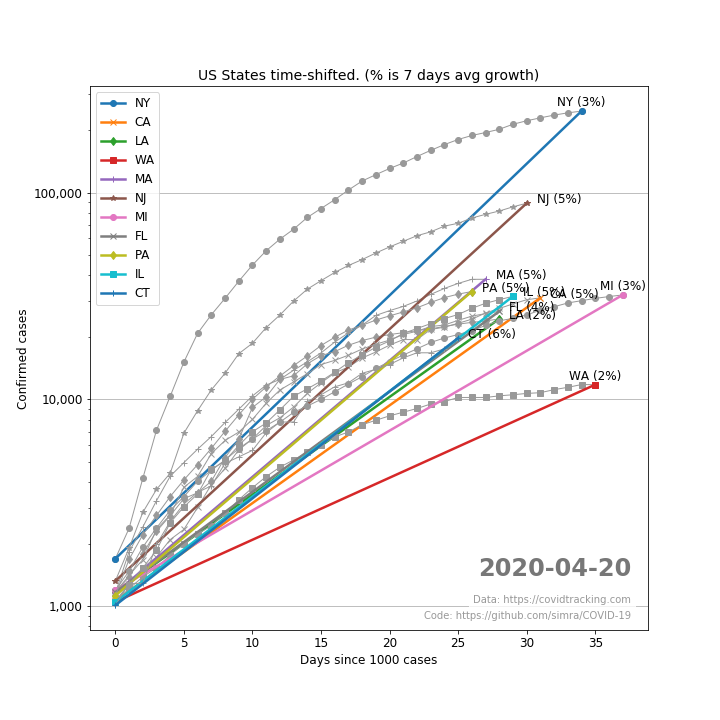 US States time-shifted. (% is 7 days avg growth)
NY
CA
LA
WA
MA
NJ
MI
FL
PA
IL
CT
NY (3%)
NJ (5%)
MA (5%)
PA (5%)
IL (5%)
CA (5%)
MI (3%)
FL (4%)
LA (2%)
CT (6%)
WA (2%)
100,000
10,000
1,000
Confirmed cases
2020-04-20
Data: https://covidtracking.com
Code: https://github.com/simra/COVID-19
0 5 10 15 20 25 30 35
Days since 1000 cases